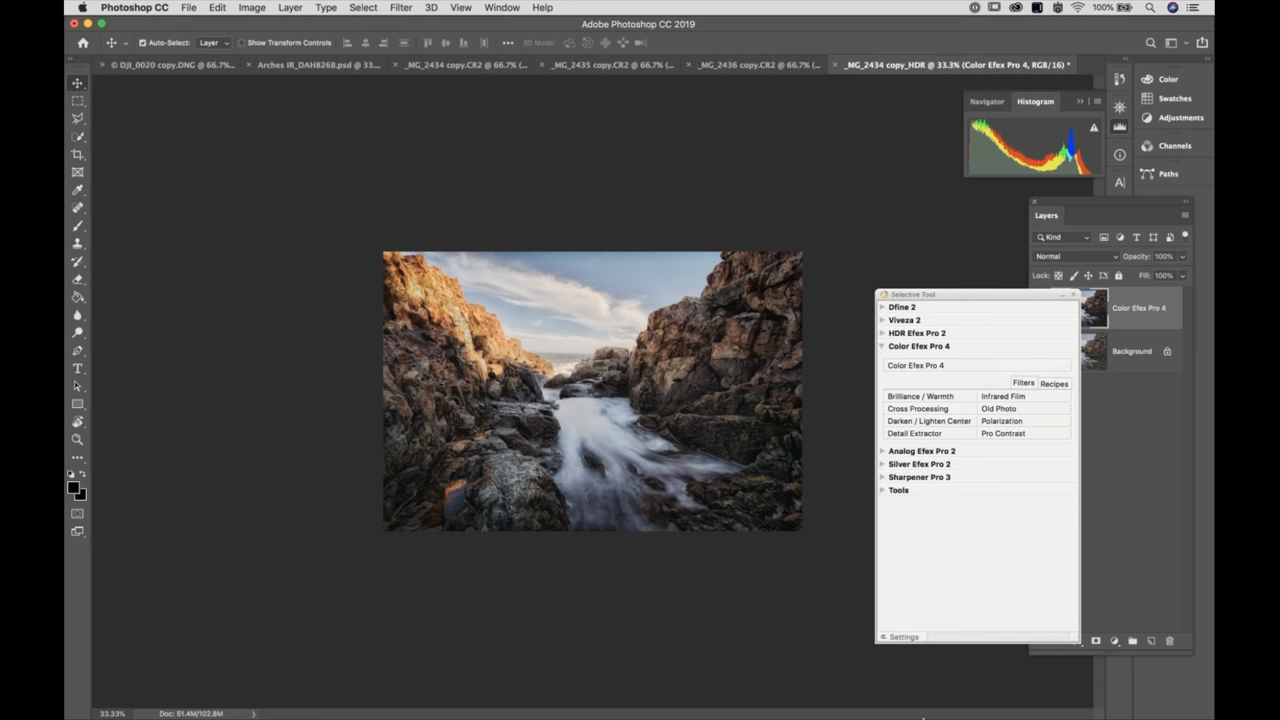 Photoshop CC File Edit Image Layer Type Select Filter 3D View Window Help 100%
Adobe Photoshop CC 2019
Auto-Select: Layer Show Transform Controls 3D Mode:
© DJI_0020 copy.DNG @ 66.7%... Arches IR_DAH8268.psd @ 33.... _MG_2434 copy.CR2 @ 66.7% (... _MG_2435 copy.CR2 @ 66.7% (... _MG_2436 copy.CR2 @ 66.7% (... _MG_2434 copy_HDR @ 33.3% (Color Efex Pro 4, RGB/16) *
Navigator Histogram
Color
Swatches
Adjustments
Channels
Paths
Layers
Kind
Normal Opacity: 100%
Lock: Fill: 100%
Color Efex Pro 4
Background
Selective Tool
Dfine 2
Viveza 2
HDR Efex Pro 2
Color Efex Pro 4
Color Efex Pro 4
Filters Recipes
Brilliance / Warmth Infrared Film
Cross Processing Old Photo
Darken / Lighten Center Polarization
Detail Extractor Pro Contrast
Analog Efex Pro 2
Silver Efex Pro 2
Sharpener Pro 3
Tools
Settings
33.33% Doc: 51.4M/102.8M